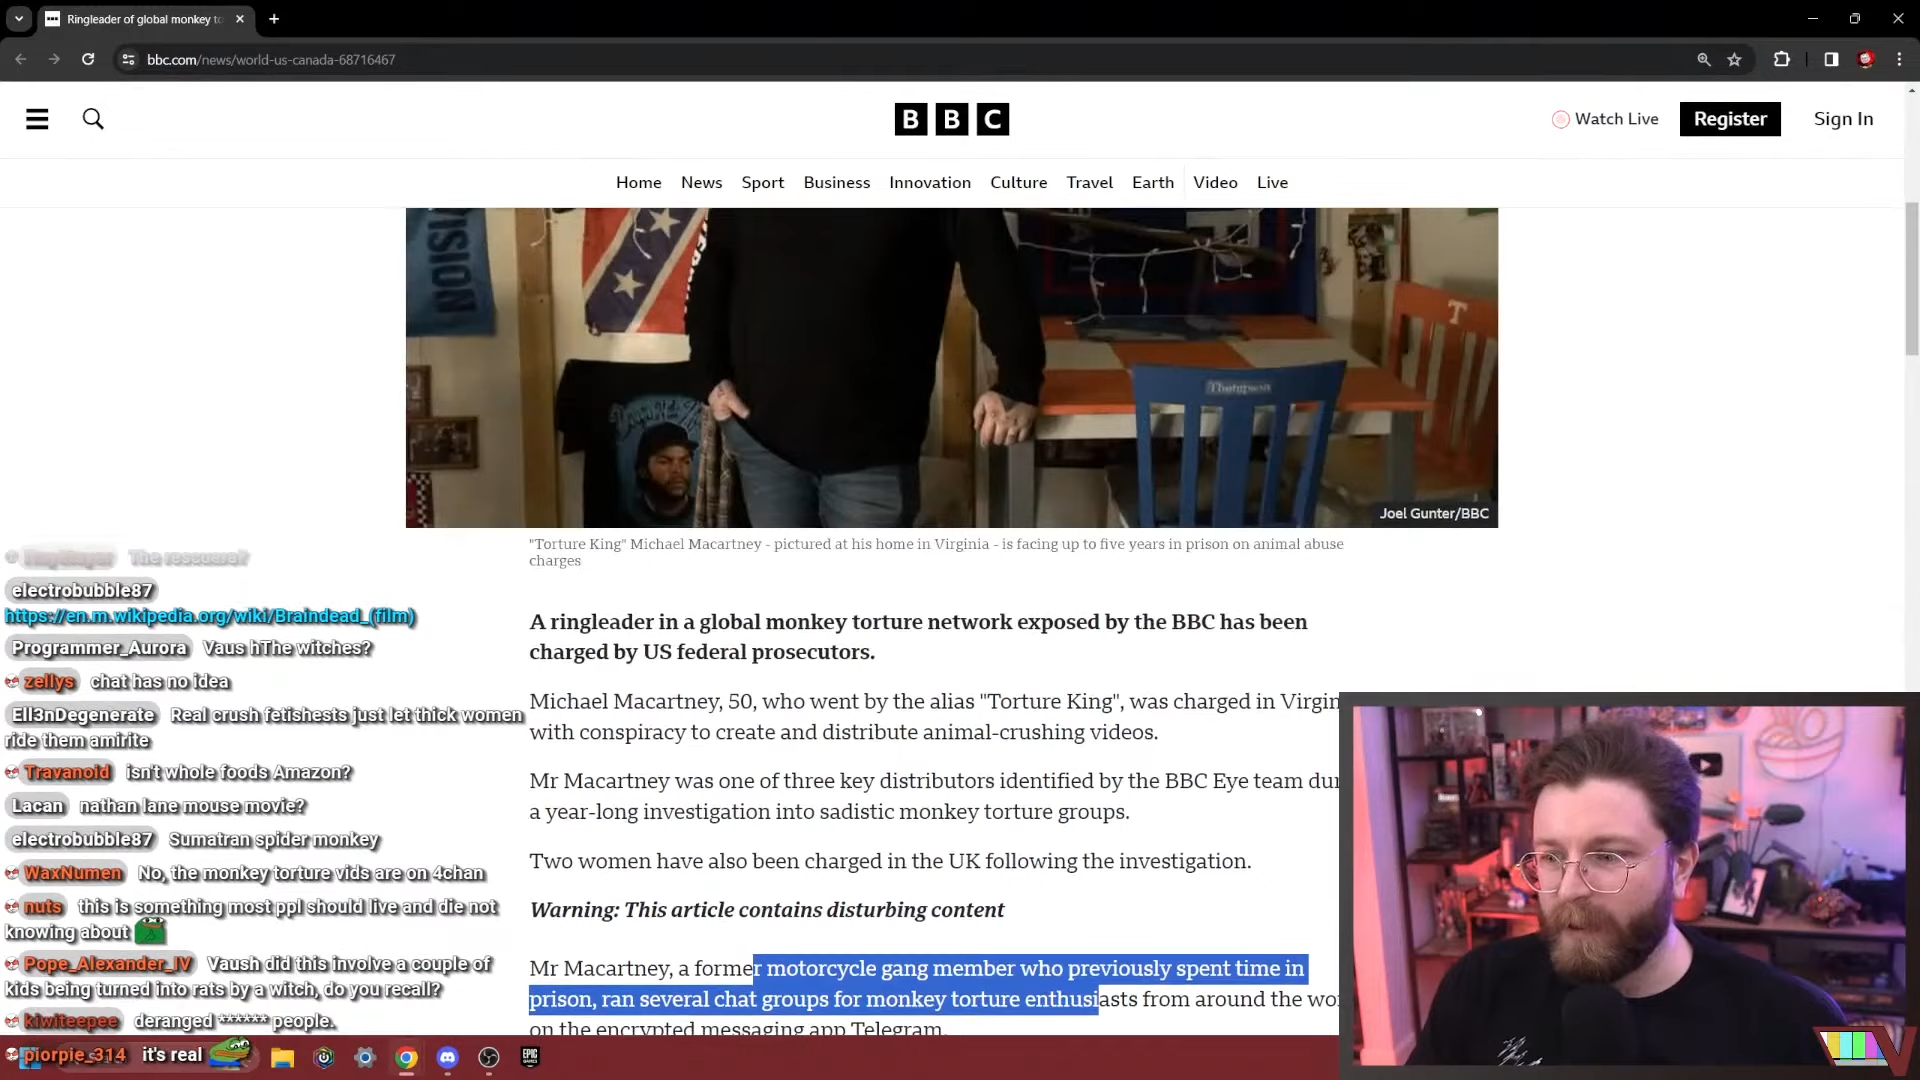 Ringleader of global monkey to
bbc.com/news/world-us-canada-68716467
BBC
Watch Live
Register
Sign In
Home
News
Sport
Business
Innovation
Culture
Travel
Earth
Video
Live
T
Thompson
Joel Gunter/BBC
"Torture King" Michael Macartney - pictured at his home in Virginia - is facing up to five years in prison on animal abuse
charges
A ringleader in a global monkey torture network exposed by the BBC has been
charged by US federal prosecutors.
Michael Macartney, 50, who went by the alias "Torture King", was charged in Virgin
with conspiracy to create and distribute animal-crushing videos.
Mr Macartney was one of three key distributors identified by the BBC Eye team du
a year-long investigation into sadistic monkey torture groups.
Two women have also been charged in the UK following the investigation.
Warning: This article contains disturbing content
Mr Macartney, a former motorcycle gang member who previously spent time in
prison, ran several chat groups for monkey torture enthusiasts from around the wo
on the encrypted messaging app Telegram.
The rescuara?
electrobubble87
https://en.m.wikipedia.org/wiki/Braindead_(film)
Programmer_Aurora Vaus hThe witches?
zellys chat has no idea
Ell3nDegenerate Real crush fetishests just let thick women
ride them amirite
Travanoid isn't whole foods Amazon?
Lacan nathan lane mouse movie?
electrobubble87 Sumatran spider monkey
WaxNumen No, the monkey torture vids are on 4chan
nuts this is something most ppl should live and die not
knowing about
Pope_Alexander_IV Vaush did this involve a couple of
kids being turned into rats by a witch, do you recall?
kiwiteepee deranged ****** people.
piorpie_314 it's real
EPIC
GAMES